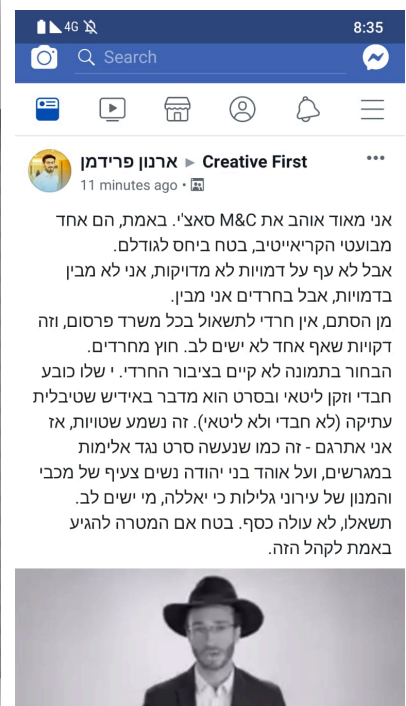 4G 8:35
Search
ארנון פרידמן ▸ Creative First
11 minutes ago
אני מאוד אוהב את M&C סאצ'י. באמת, הם אחד
מבועטי הקריאייטיב, בטח ביחס לגודלם.
אבל לא עף על דמויות לא מדויקות, אני לא מבין
בדמויות, אבל בחרדים אני מבין.
מן הסתם, אין חרדי לתשאול בכל משרד פרסום, וזה
דקויות שאף אחד לא ישים לב. חוץ מחרדים.
הבחור בתמונה לא קיים בציבור החרדי. י שלו כובע
חבדי וזקן ליטאי ובסרט הוא מדבר באידיש שטיבלית
עתיקה (לא חבדי ולא ליטאי). זה נשמע שטויות, אז
אני אתרגם - זה כמו שנעשה סרט נגד אלימות
במגרשים, ועל אוהד בני יהודה נשים צעיף של מכבי
והמנון של עירוני גלילות כי יאללה, מי ישים לב.
תשאלו, לא עולה כסף. בטח אם המטרה להגיע
באמת לקהל הזה.